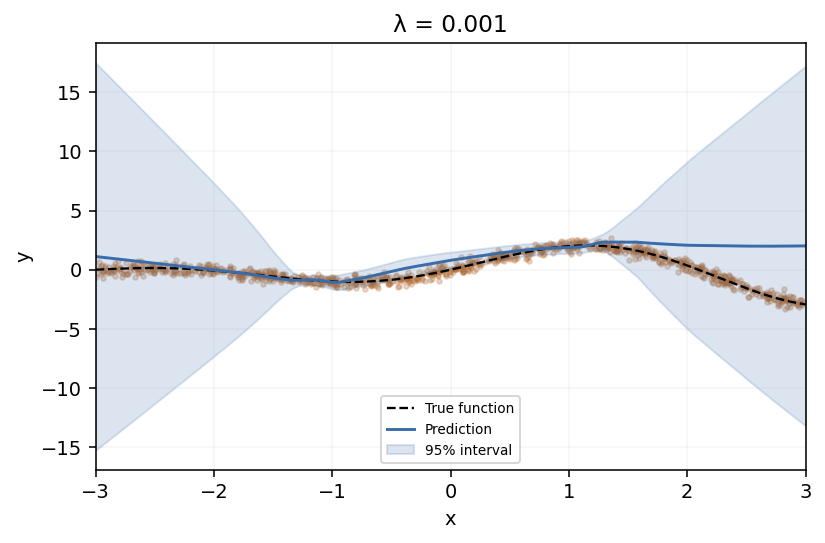 λ = 0.001
y
15
10
5
0
−5
−10
−15
True function
Prediction
95% interval
−3 −2 −1 0 1 2 3
x